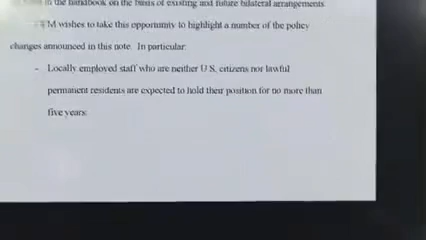 in the handbook on the basis of existing and future bilateral arrangements
M wishes to take this opportunity to highlight a number of the policy
changes announced in this note. In particular:
- Locally employed staff who are neither U.S. citizens nor lawful
permanent residents are expected to hold their position for no more than
five years.